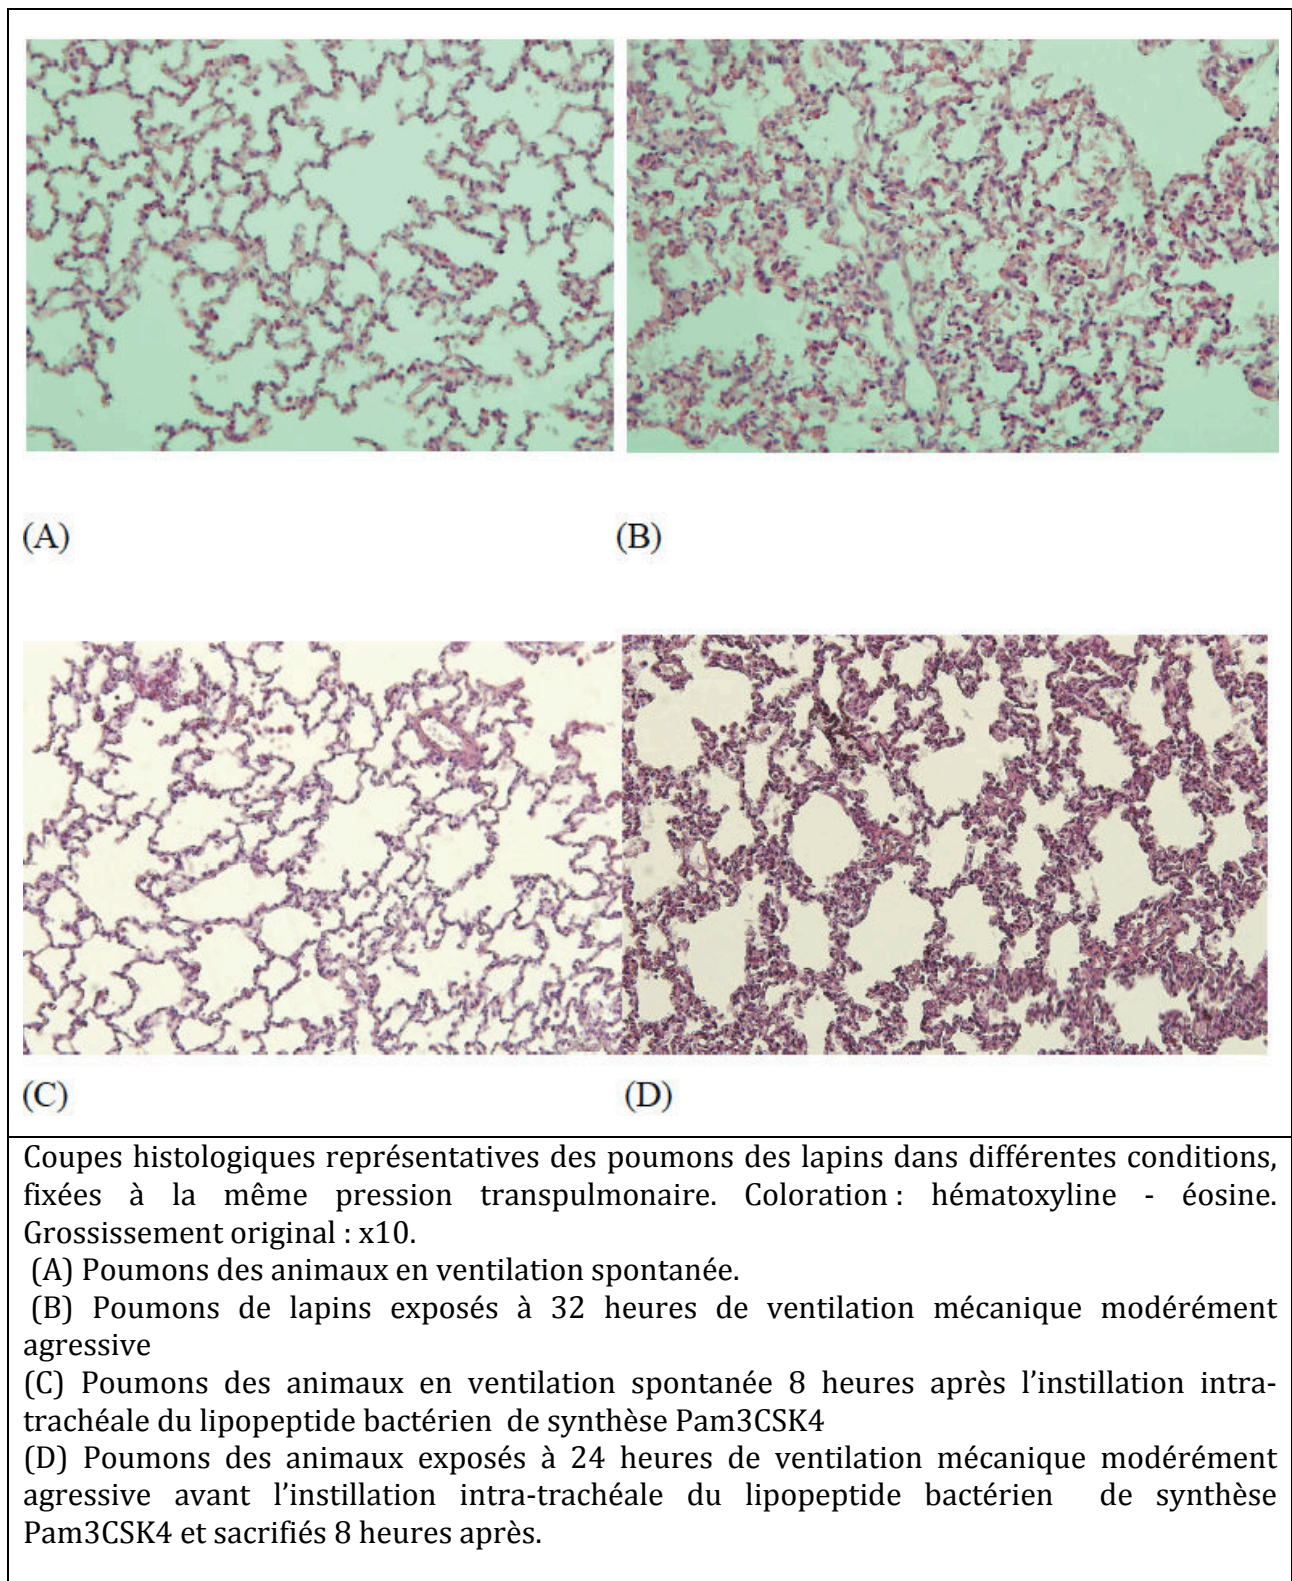 (A)
(B)
(C)
(D)
Coupes histologiques représentatives des poumons des lapins dans différentes conditions,
fixées à la même pression transpulmonaire. Coloration : hématoxyline - éosine.
Grossissement original : x10.
(A) Poumons des animaux en ventilation spontanée.
(B) Poumons de lapins exposés à 32 heures de ventilation mécanique modérément
agressive
(C) Poumons des animaux en ventilation spontanée 8 heures après l’instillation intra-
trachéale du lipopeptide bactérien de synthèse Pam3CSK4
(D) Poumons des animaux exposés à 24 heures de ventilation mécanique modérément
agressive avant l’instillation intra-trachéale du lipopeptide bactérien de synthèse
Pam3CSK4 et sacrifiés 8 heures après.